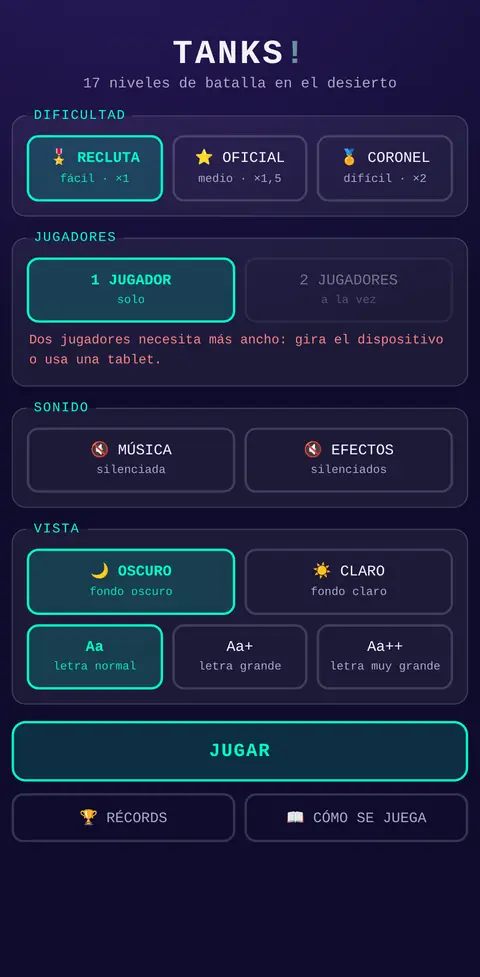 TANKS!
17 niveles de batalla en el desierto
DIFICULTAD
🎖️ RECLUTA
fácil · ×1
⭐ OFICIAL
medio · ×1,5
🏅 CORONEL
difícil · ×2
JUGADORES
1 JUGADOR
solo
2 JUGADORES
a la vez
Dos jugadores necesita más ancho: gira el dispositivo
o usa una tablet.
SONIDO
🔇 MÚSICA
silenciada
🔇 EFECTOS
silenciados
VISTA
🌙 OSCURO
fondo oscuro
☀️ CLARO
fondo claro
Aa
letra normal
Aa+
letra grande
Aa++
letra muy grande
JUGAR
🏆 RÉCORDS
📖 CÓMO SE JUEGA